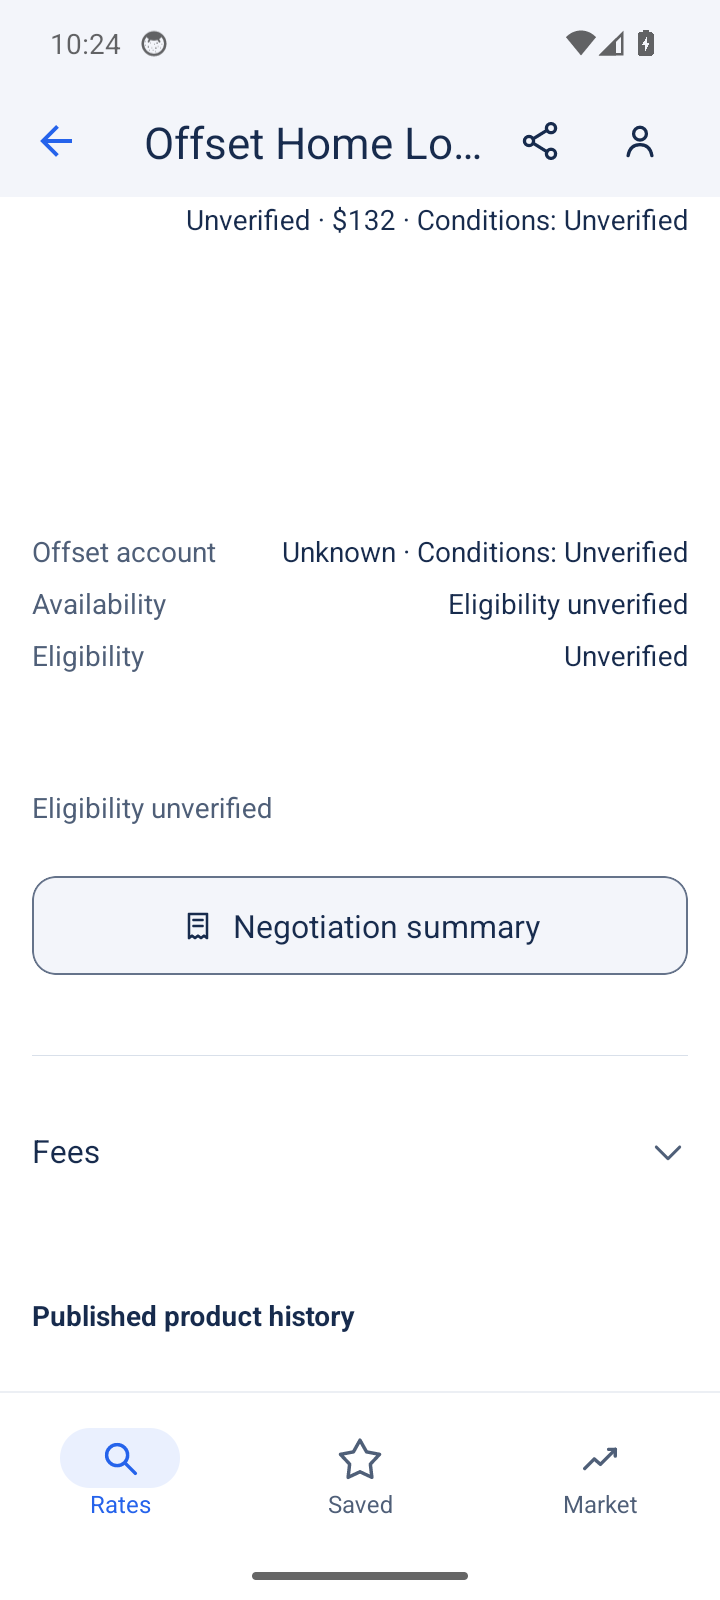 10:24
Offset Home Lo...
Unverified · $132 · Conditions: Unverified
Offset account Unknown · Conditions: Unverified
Availability Eligibility unverified
Eligibility Unverified
Eligibility unverified
Negotiation summary
Fees
Published product history
Rates Saved Market